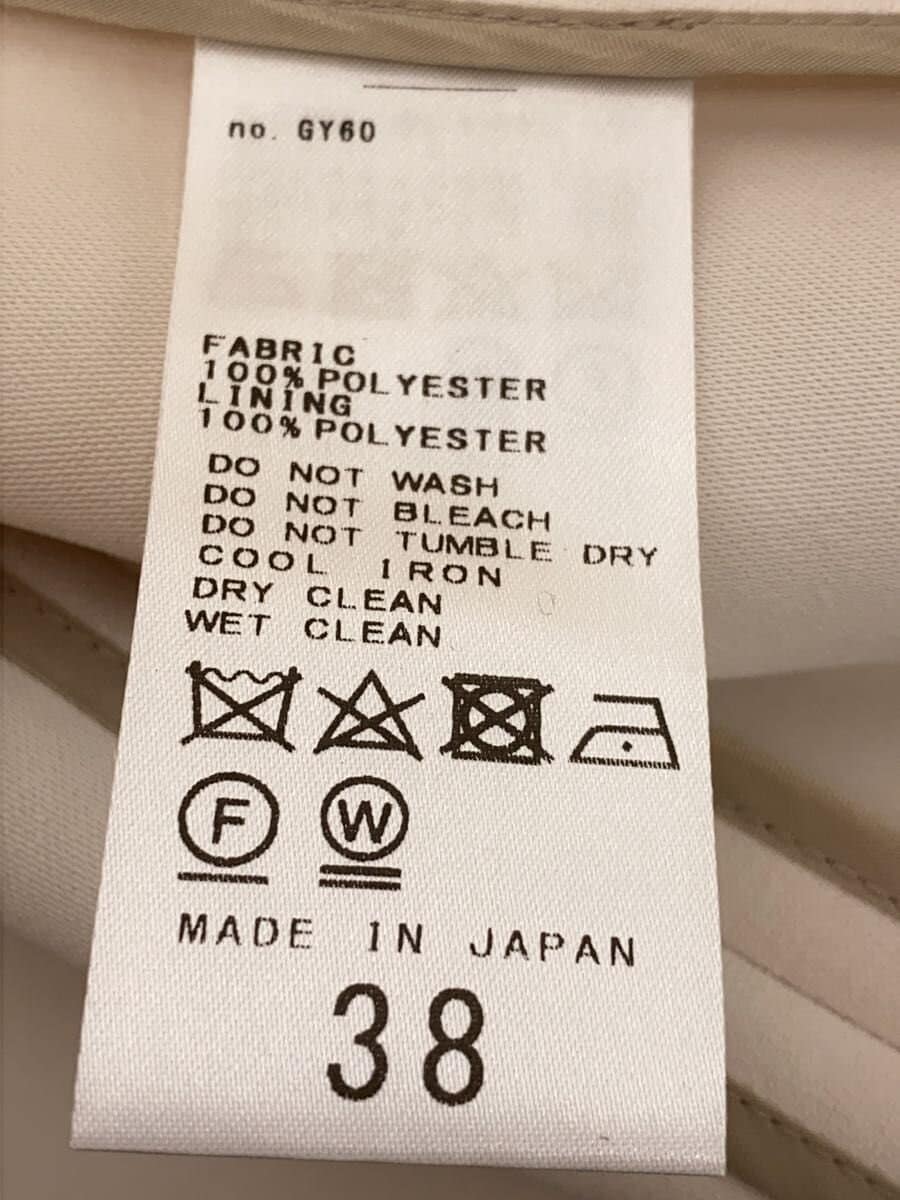 no. GY60
FABRIC
100% POLYESTER
LINING
100% POLYESTER
DO NOT WASH
DO NOT BLEACH
DO NOT TUMBLE DRY
COOL IRON
DRY CLEAN
WET CLEAN
F W
MADE IN JAPAN
38